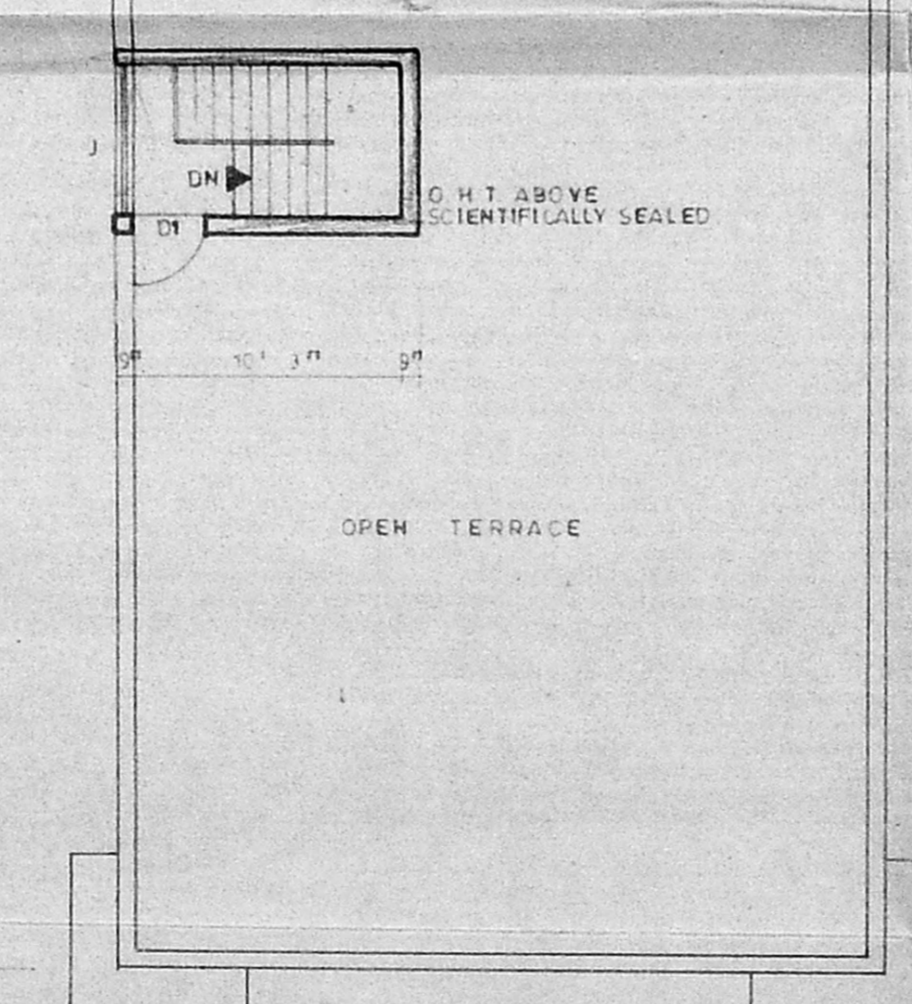 J
DN
O H T ABOVE
SCIENTIFICALLY SEALED
D1
9" 10' 3" 9"
OPEN TERRACE